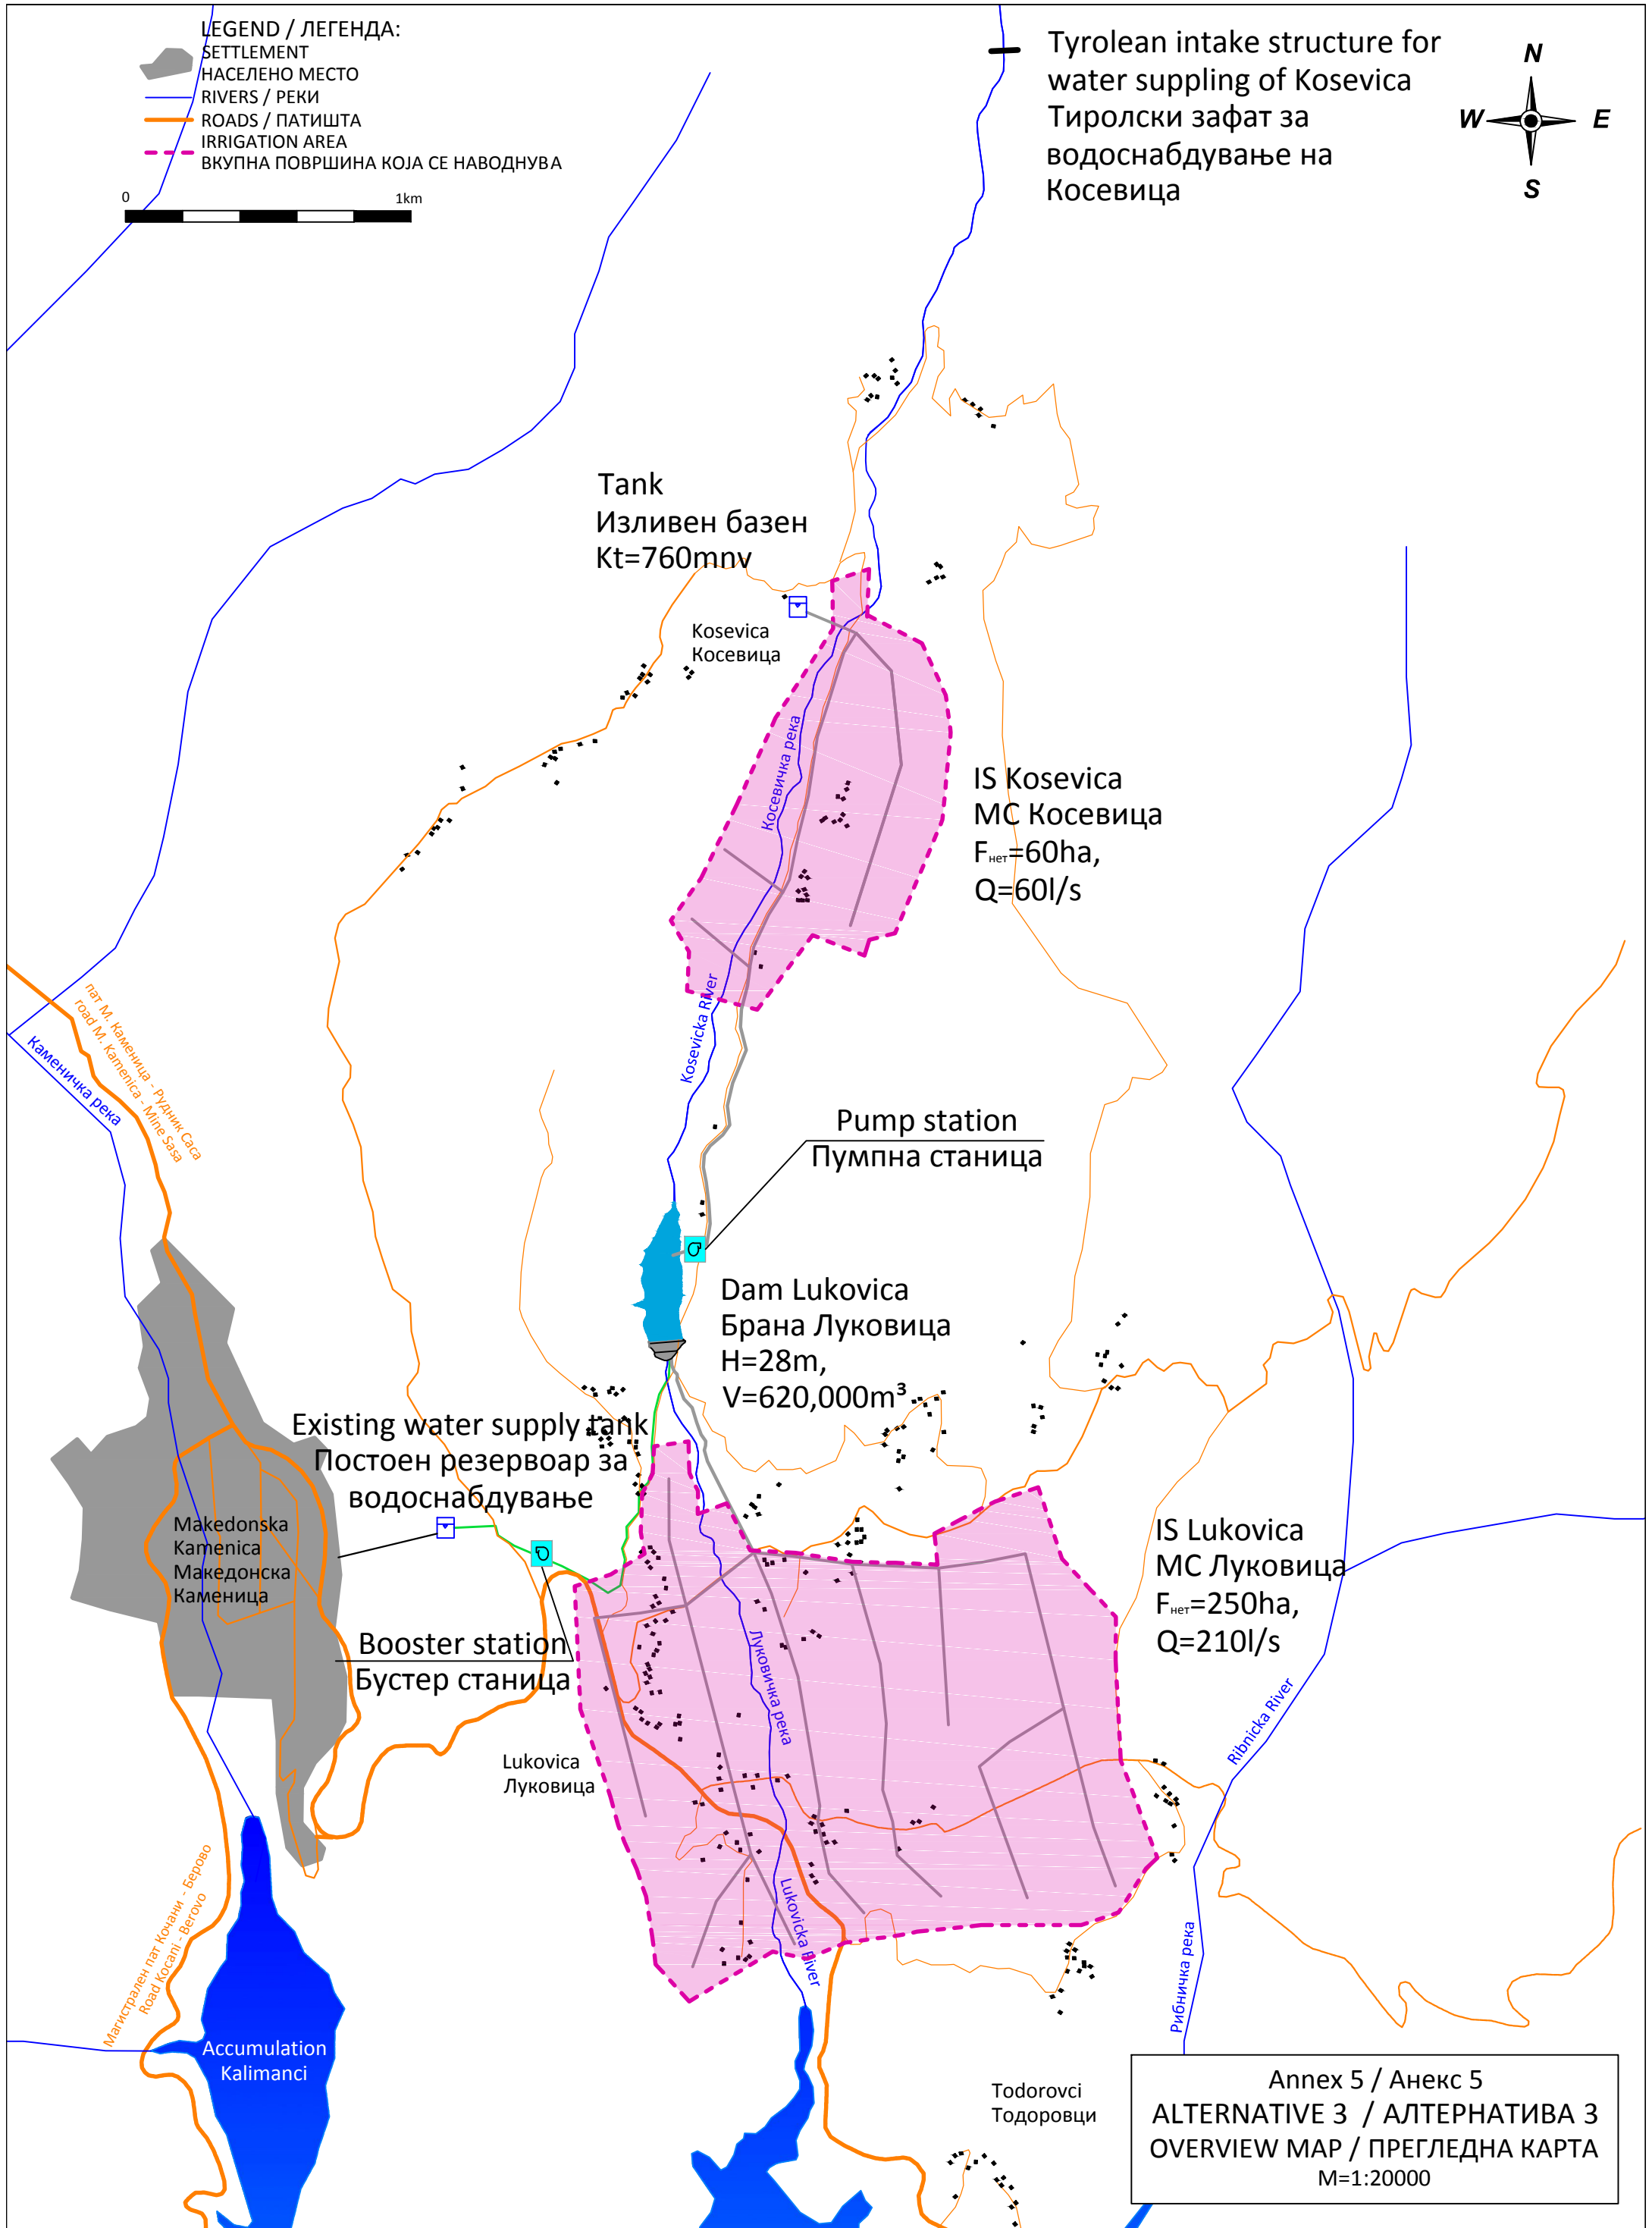 LEGEND / ЛЕГЕНДА:
SETTLEMENT
НАСЕЛЕНО МЕСТО
RIVERS / РЕКИ
ROADS / ПАТИШТА
IRRIGATION AREA
ВКУПНА ПОВРШИНА КОЈА СЕ НАВОДНУВА
0 1km
Tyrolean intake structure for
water suppling of Kosevica
Тиролски зафат за
водоснабдување на
Косевица
N
W E
S
Tank
Изливен базен
Kt=760mnv
Kosevica
Косевица
Косевичка река
IS Kosevica
МС Косевица
Fнет=60ha,
Q=60l/s
Kosevicka River
пат М. Каменица - Рудник Саса
road M. Kamenica - Mine Sasa
Каменичка река
Pump station
Пумпна станица
Dam Lukovica
Брана Луковица
H=28m,
V=620,000m³
Existing water supply tank
Постоен резервоар за
водоснабдување
Makedonska
Kamenica
Македонска
Каменица
IS Lukovica
МС Луковица
Fнет=250ha,
Q=210l/s
Booster station
Бустер станица
Луковичка река
Lukovica
Луковица
Ribnicka River
Магистрален пат Кочани - Берово
Road Kocani - Berovo
Lukovicka River
Рибничка река
Accumulation
Kalimanci
Todorovci
Тодоровци
Annex 5 / Анекс 5
ALTERNATIVE 3 / АЛТЕРНАТИВА 3
OVERVIEW MAP / ПРЕГЛЕДНА КАРТА
M=1:20000